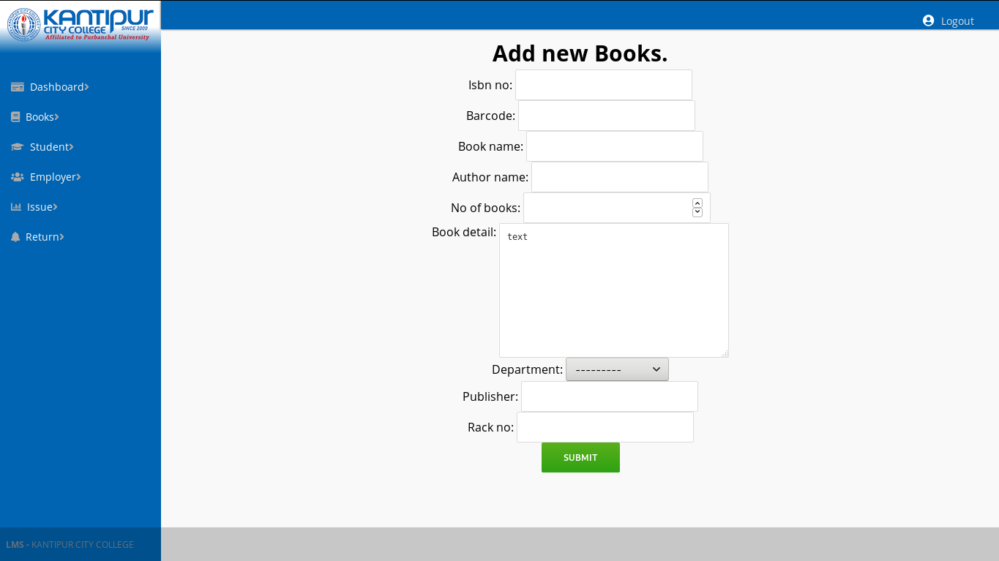 KANTIPUR
CITY COLLEGE SINCE 2000
Affiliated to Purbanchal University
Logout
Dashboard
Books
Student
Employer
Issue
Return
Add new Books.
Isbn no:
Barcode:
Book name:
Author name:
No of books:
Book detail: text
Department: ---------
Publisher:
Rack no:
SUBMIT
LMS - KANTIPUR CITY COLLEGE